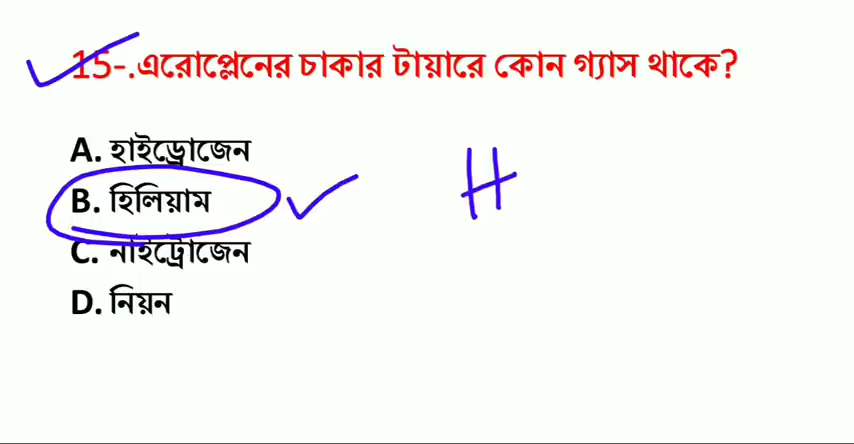 15-.এরোপ্লেনের চাকার টায়ারে কোন গ্যাস থাকে?
A. হাইড্রোজেন
B. হিলিয়াম
H
C. নাইট্রোজেন
D. নিয়ন